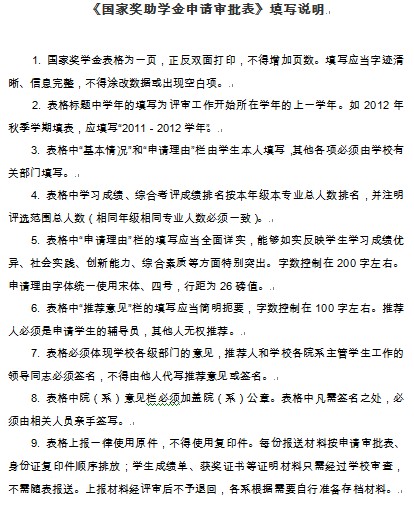 《国家奖助学金申请审批表》填写说明
1. 国家奖学金表格为一页，正反双面打印，不得增加页数。填写应当字迹清
晰、信息完整，不得涂改数据或出现空白项。
2. 表格标题中学年的填写为评审工作开始所在学年的上一学年。如 2012 年
秋季学期填表，应填写“2011－2012 学年”。
3. 表格中“基本情况”和“申请理由”栏由学生本人填写，其他各项必须由学校有
关部门填写。
4. 表格中学习成绩、综合考评成绩排名按本年级本专业总人数排名，并注明
评选范围总人数（相同年级相同专业人数必须一致）。
5. 表格中“申请理由”栏的填写应当全面详实，能够如实反映学生学习成绩优
异、社会实践、创新能力、综合素质等方面特别突出。字数控制在 200 字左右。
申请理由字体统一使用宋体、四号，行距为 26 磅值。
6. 表格中“推荐意见”栏的填写应当简明扼要，字数控制在 100 字左右。推荐
人必须是申请学生的辅导员，其他人无权推荐。
7. 表格必须体现学校各级部门的意见，推荐人和学校各院系主管学生工作的
领导同志必须签名，不得由他人代写推荐意见或签名。
8. 表格中院（系）意见栏必须加盖院（系）公章。表格中凡需签名之处，必
须由相关人员亲手签写。
9. 表格上报一律使用原件，不得使用复印件。每份报送材料按申请审批表、
身份证复印件顺序排放；学生成绩单、获奖证书等证明材料只需经过学校审查，
不需随表报送。上报材料经评审后不予退回，各系根据需要自行准备存档材料。